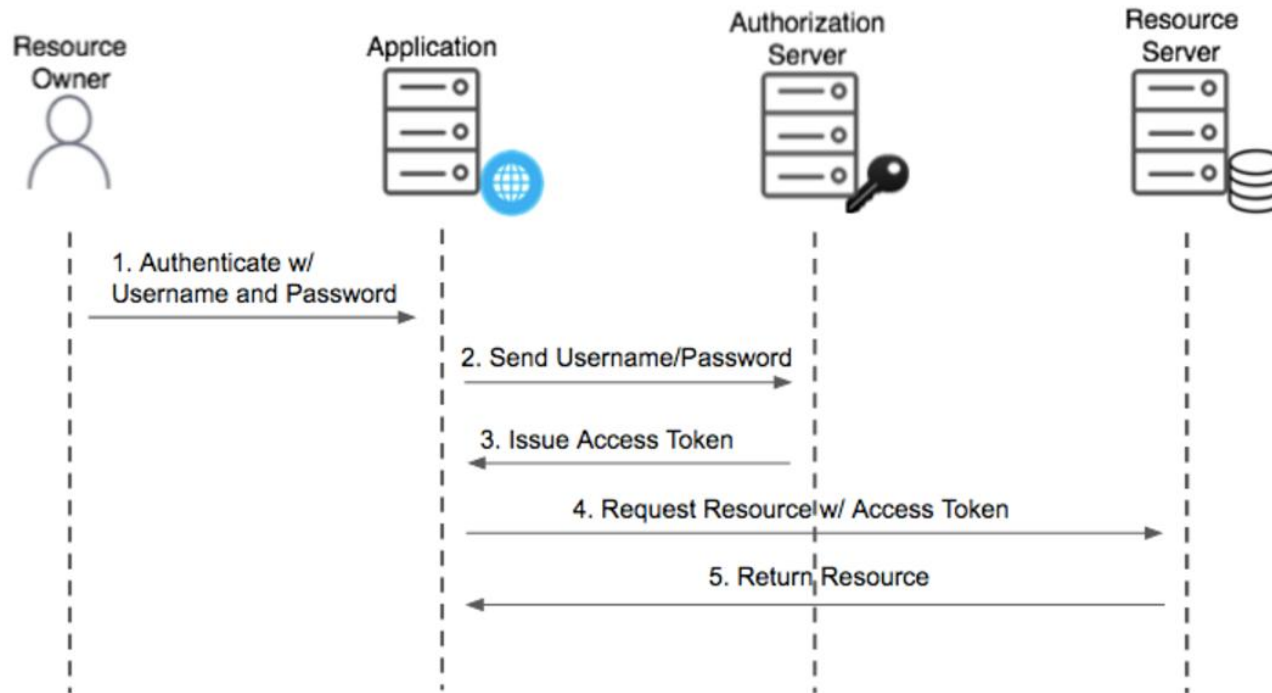 Resource
Owner
Application
Authorization
Server
Resource
Server
1. Authenticate w/
Username and Password
2. Send Username/Password
3. Issue Access Token
4. Request Resource w/ Access Token
5. Return Resource